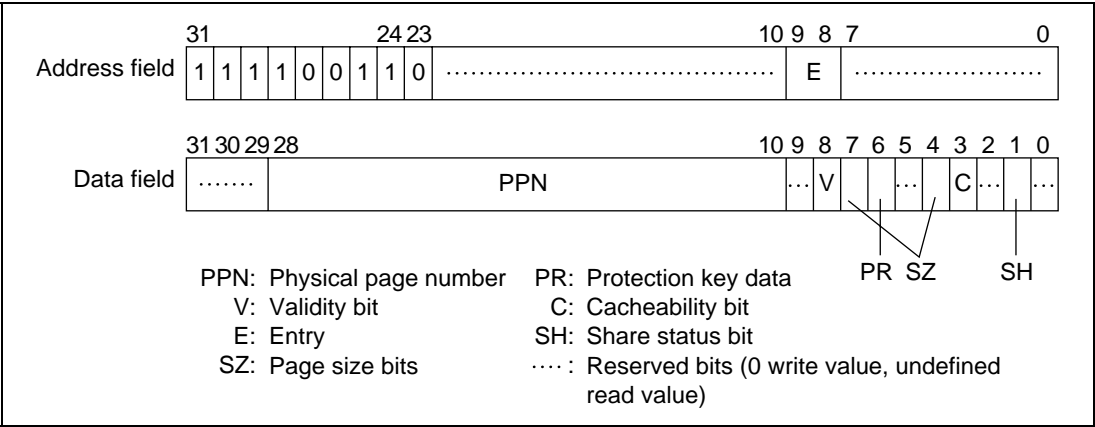 31 24 23 10 9 8 7 0
Address field 1 1 1 1 0 0 1 1 0 ........................................ E ........................
31 30 29 28 10 9 8 7 6 5 4 3 2 1 0
Data field ....... PPN ... V ... C ... ...
PR SZ SH
PPN: Physical page number PR: Protection key data
V: Validity bit C: Cacheability bit
E: Entry SH: Share status bit
SZ: Page size bits ....: Reserved bits (0 write value, undefined
read value)